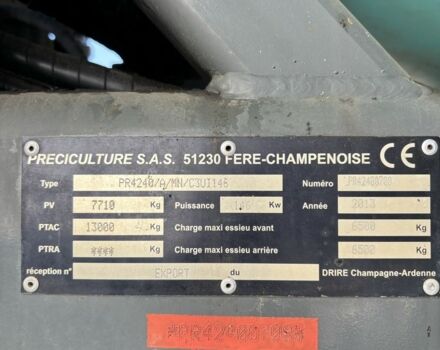 PRECICULTURE S.A.S. 51230 FERE-CHAMPENOISE CE
Type PR4240/A/MN/C3UI146 Numéro
PV 7710 Kg Puissance 146 Kw Année 2013
PTAC 13000 Kg Charge maxi essieu avant 6500 Kg
PTRA **** Kg Charge maxi essieu arrière 6500 Kg
réception n° EXPORT du DRIRE Champagne-Ardenne